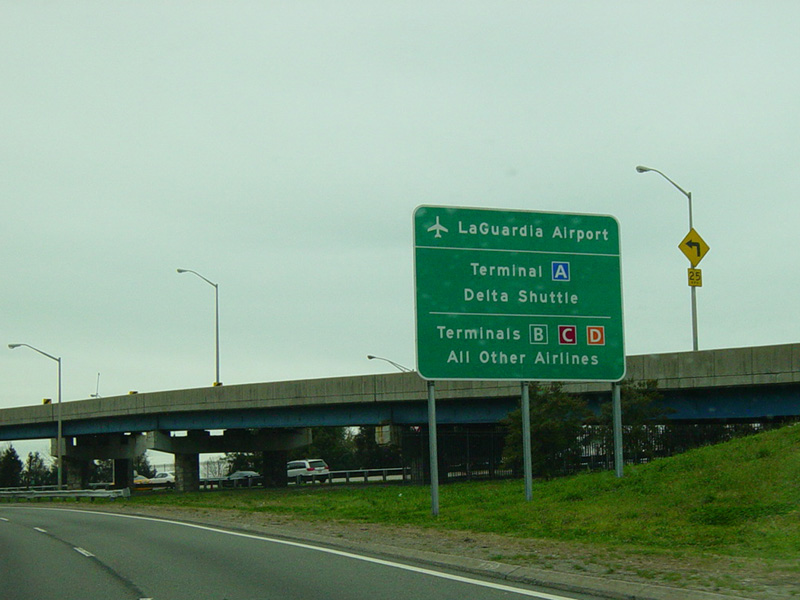 LaGuardia Airport
Terminal A
Delta Shuttle
Terminals B C D
All Other Airlines
25